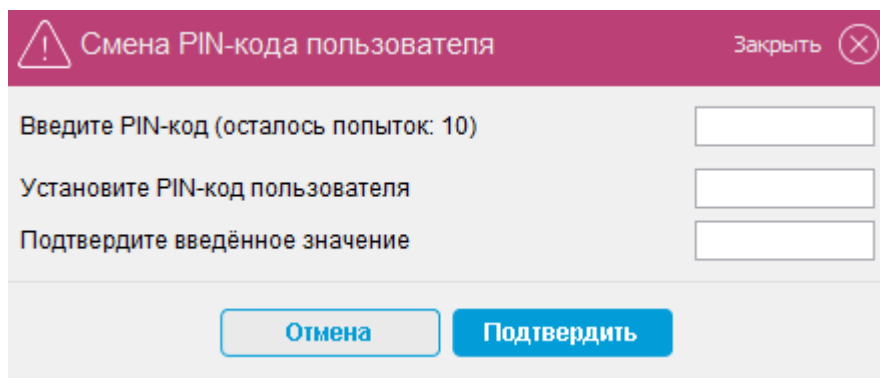 Смена PIN-кода пользователя Закрыть
Введите PIN-код (осталось попыток: 10)
Установите PIN-код пользователя
Подтвердите введённое значение
Отмена Подтвердить